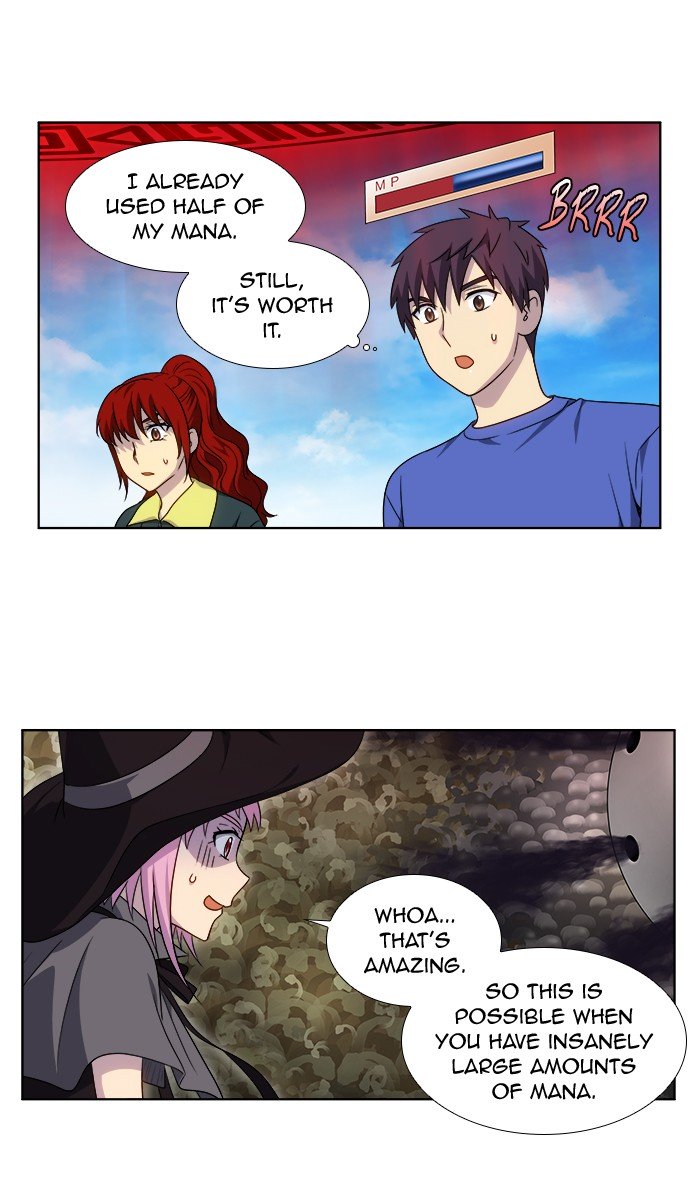 I ALREADY
USED HALF OF
MY MANA.
STILL,
IT'S WORTH
IT.
...
MP
BRRR
WHOA...
THAT'S
AMAZING.
SO THIS IS
POSSIBLE WHEN
YOU HAVE INSANELY
LARGE AMOUNTS
OF MANA.